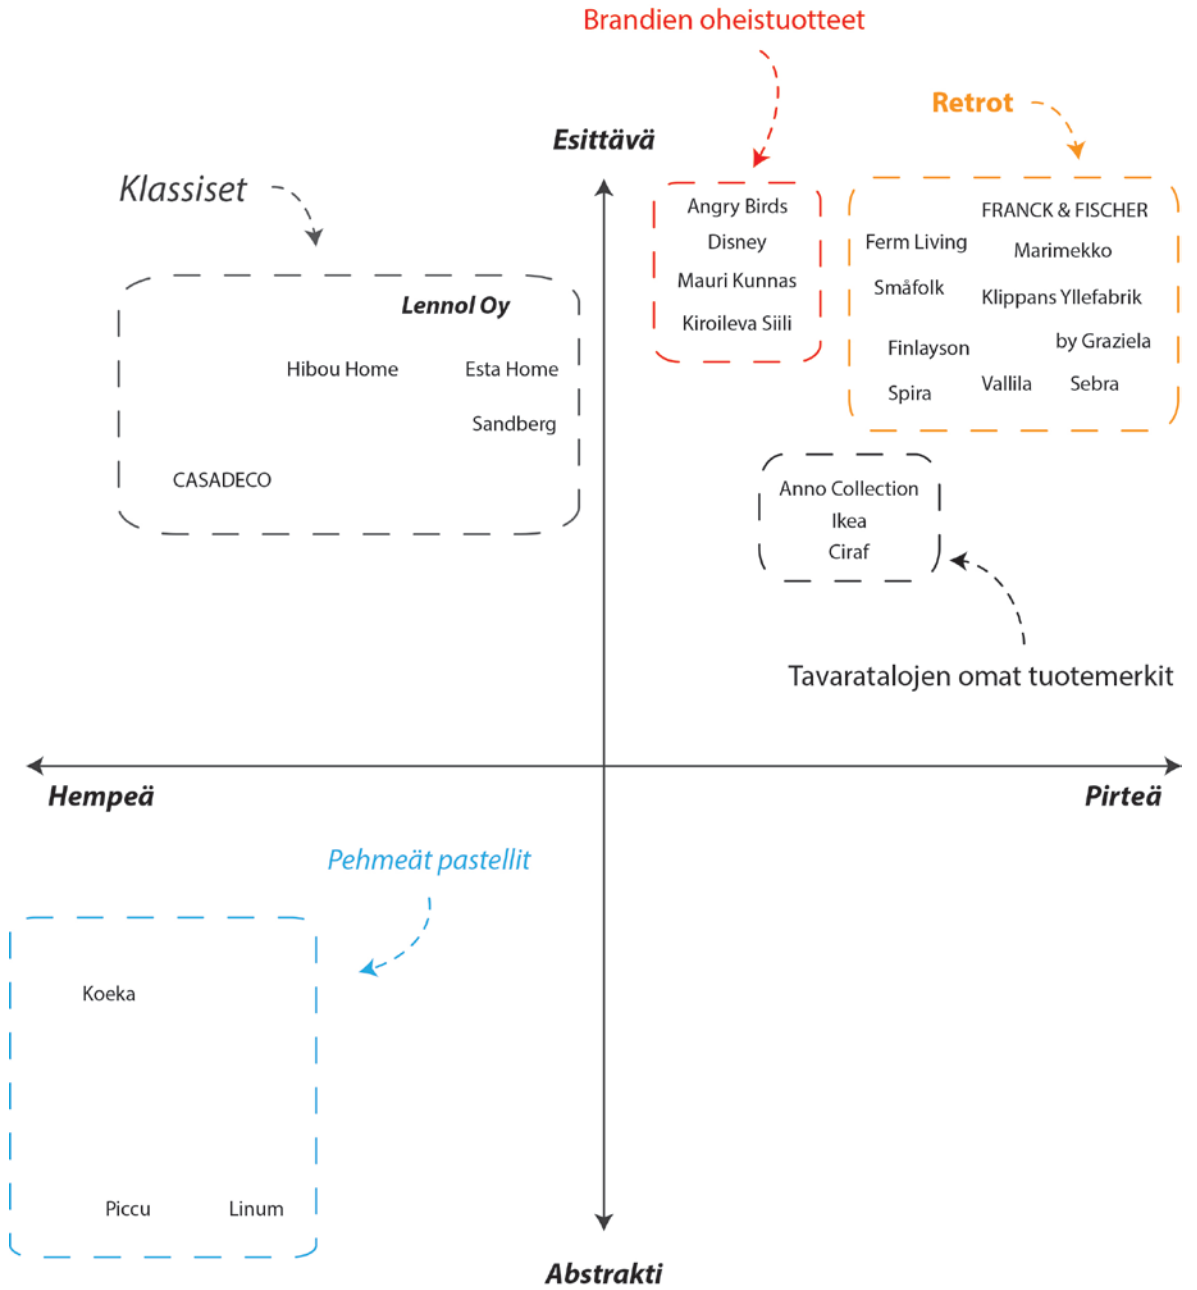 Brandien oheistuotteet
Retrot
Esittävä
Klassiset
Angry Birds
Disney
Mauri Kunnas
Kiroileva Siili
FRANCK & FISCHER
Ferm Living
Marimekko
Småfolk
Klippans Yllefabrik
by Graziela
Finlayson
Vallila
Sebra
Spira
Lennol Oy
Hibou Home
Esta Home
Sandberg
CASADECO
Anno Collection
Ikea
Ciraf
Tavaratalojen omat tuotemerkit
Hempeä
Pirteä
Pehmeät pastellit
Koeka
Piccu
Linum
Abstrakti